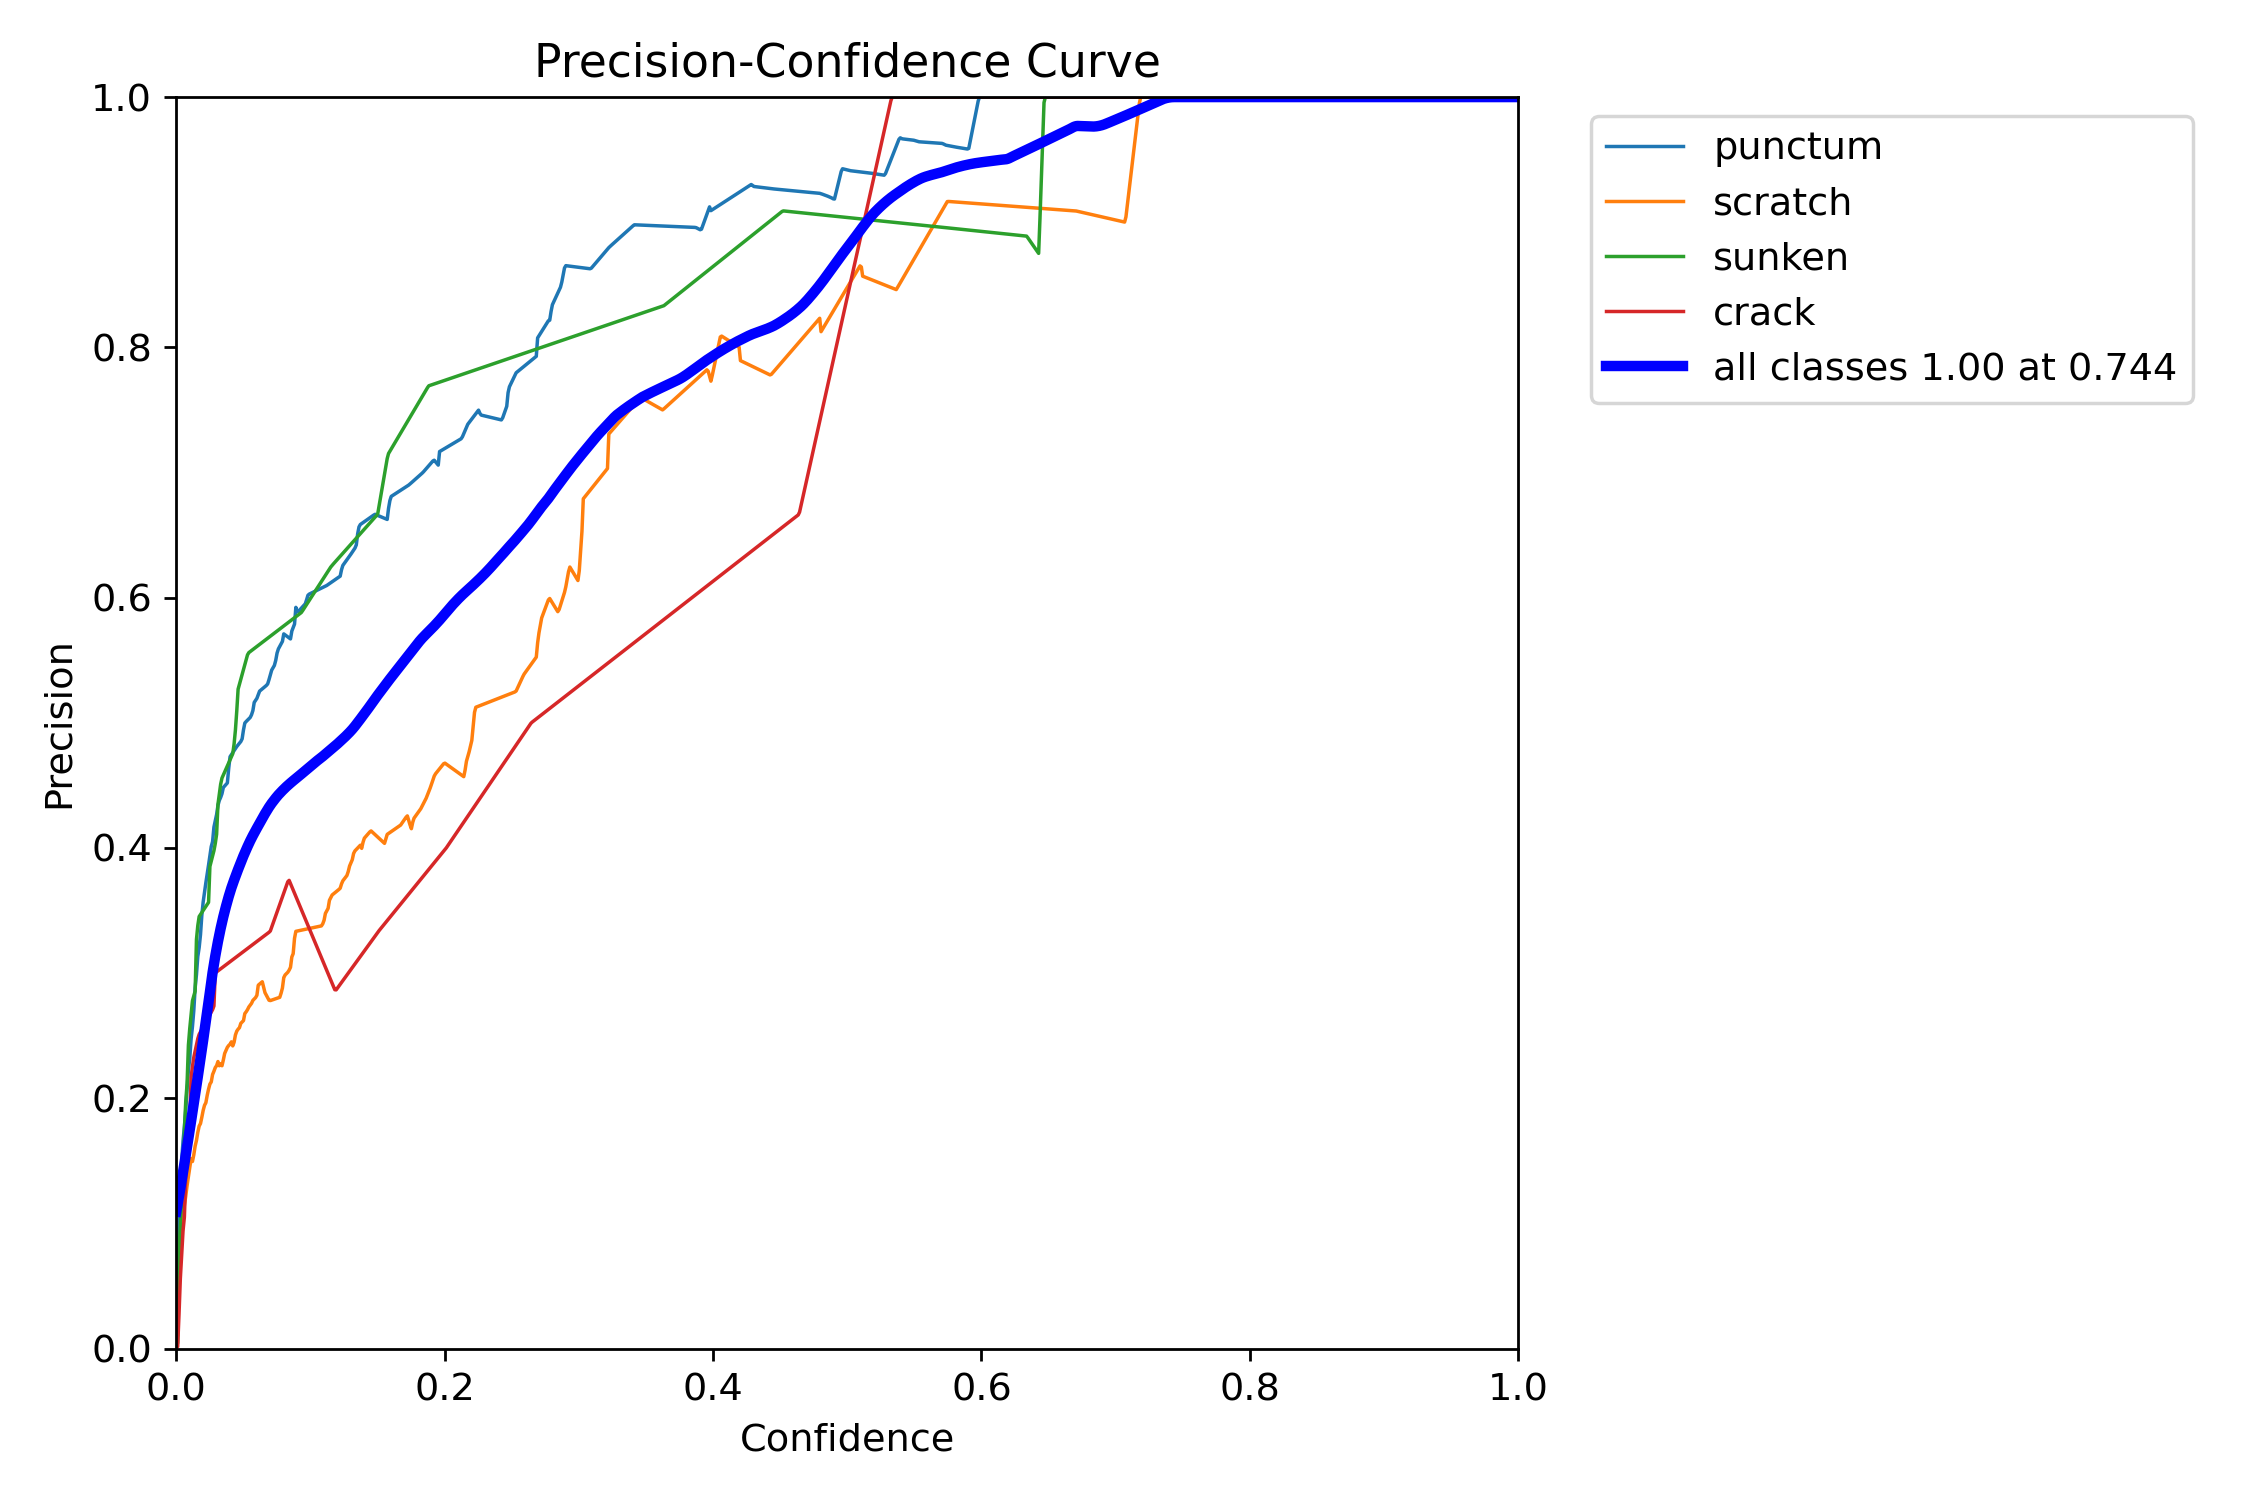 Precision-Confidence Curve
1.0
0.8
0.6
0.4
0.2
0.0
Precision
0.0 0.2 0.4 0.6 0.8 1.0
Confidence
punctum
scratch
sunken
crack
all classes 1.00 at 0.744